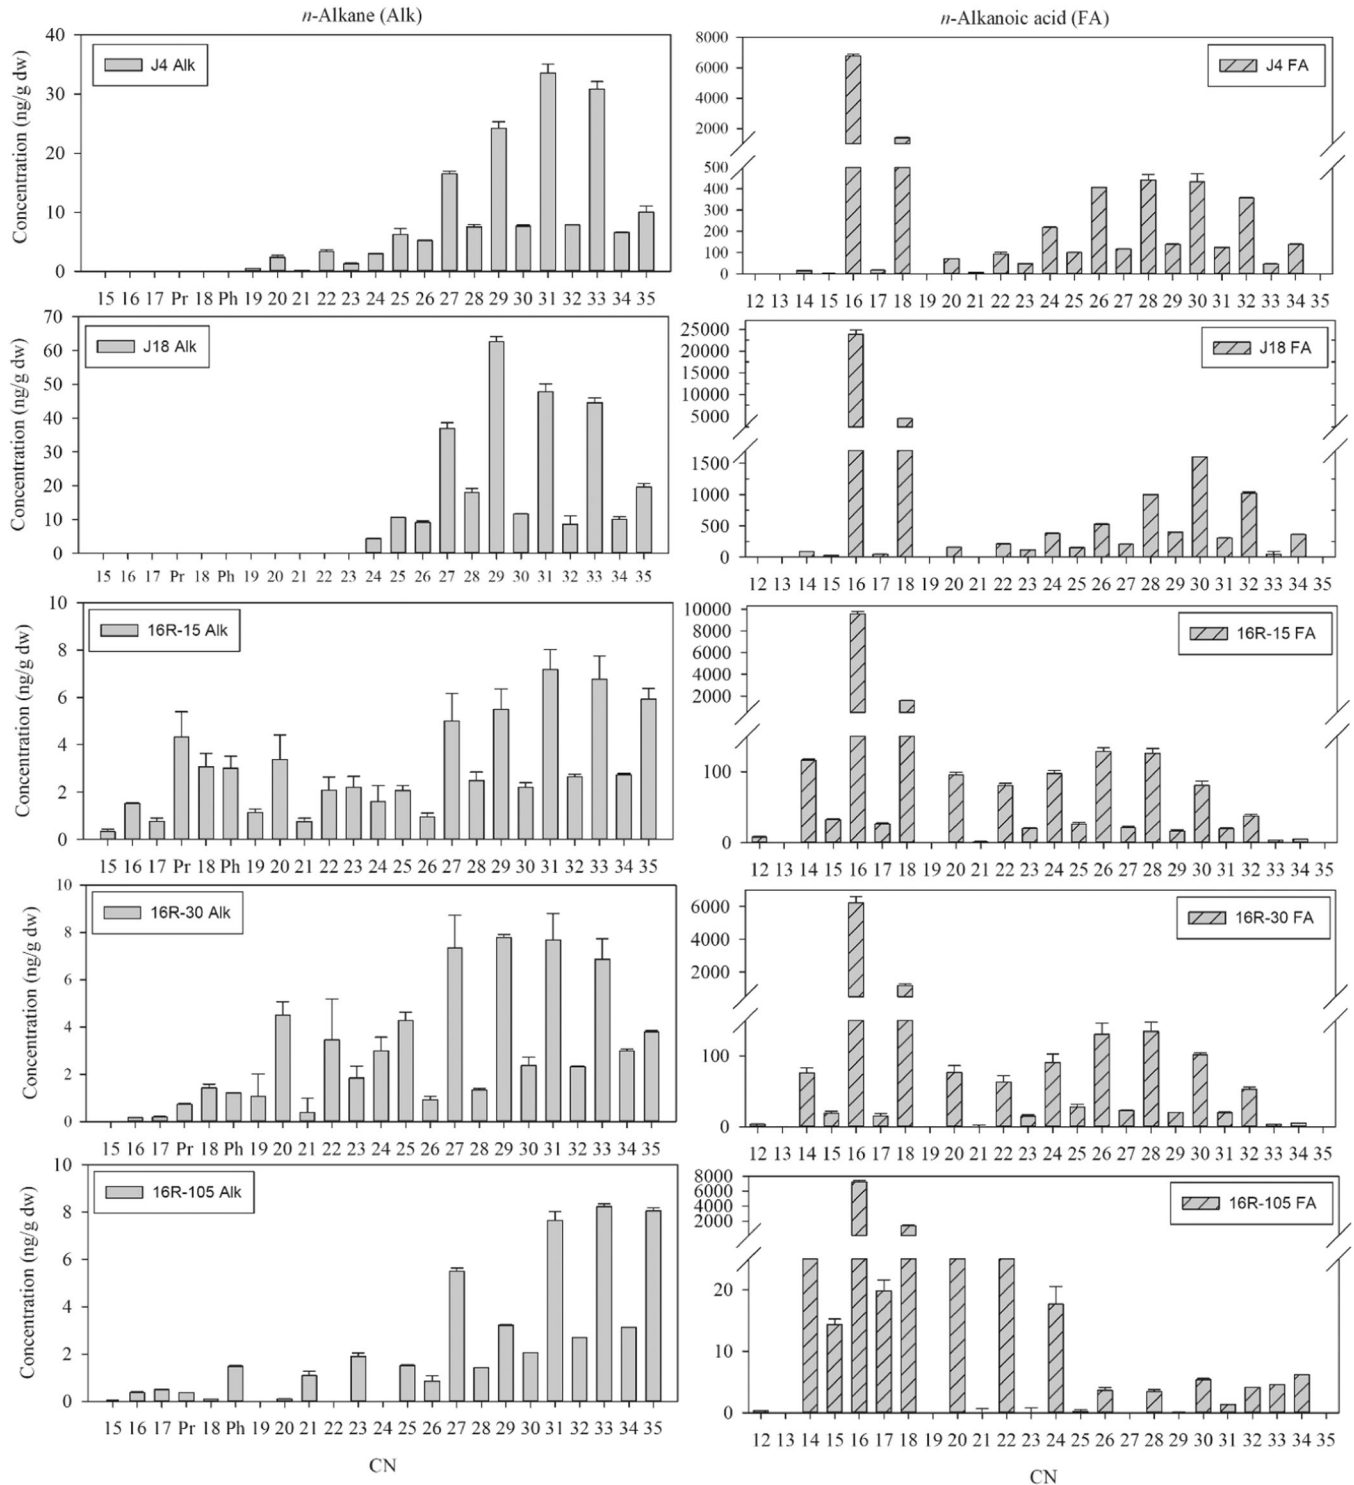 n-Alkane (Alk)
n-Alkanoic acid (FA)
Concentration (ng/g dw)
40
30
20
10
0
J4 Alk
15 16 17 Pr 18 Ph 19 20 21 22 23 24 25 26 27 28 29 30 31 32 33 34 35
8000
6000
4000
2000
500
400
300
200
100
0
J4 FA
12 13 14 15 16 17 18 19 20 21 22 23 24 25 26 27 28 29 30 31 32 33 34 35
Concentration (ng/g dw)
70
60
50
40
30
20
10
0
J18 Alk
15 16 17 Pr 18 Ph 19 20 21 22 23 24 25 26 27 28 29 30 31 32 33 34 35
25000
20000
15000
10000
5000
1500
1000
500
0
J18 FA
12 13 14 15 16 17 18 19 20 21 22 23 24 25 26 27 28 29 30 31 32 33 34 35
Concentration (ng/g dw)
10
8
6
4
2
0
16R-15 Alk
15 16 17 Pr 18 Ph 19 20 21 22 23 24 25 26 27 28 29 30 31 32 33 34 35
10000
8000
6000
4000
2000
100
0
16R-15 FA
12 13 14 15 16 17 18 19 20 21 22 23 24 25 26 27 28 29 30 31 32 33 34 35
Concentration (ng/g dw)
10
8
6
4
2
0
16R-30 Alk
15 16 17 Pr 18 Ph 19 20 21 22 23 24 25 26 27 28 29 30 31 32 33 34 35
6000
4000
2000
100
0
16R-30 FA
12 13 14 15 16 17 18 19 20 21 22 23 24 25 26 27 28 29 30 31 32 33 34 35
Concentration (ng/g dw)
10
8
6
4
2
0
16R-105 Alk
15 16 17 Pr 18 Ph 19 20 21 22 23 24 25 26 27 28 29 30 31 32 33 34 35
CN
8000
6000
4000
2000
20
10
0
16R-105 FA
12 13 14 15 16 17 18 19 20 21 22 23 24 25 26 27 28 29 30 31 32 33 34 35
CN